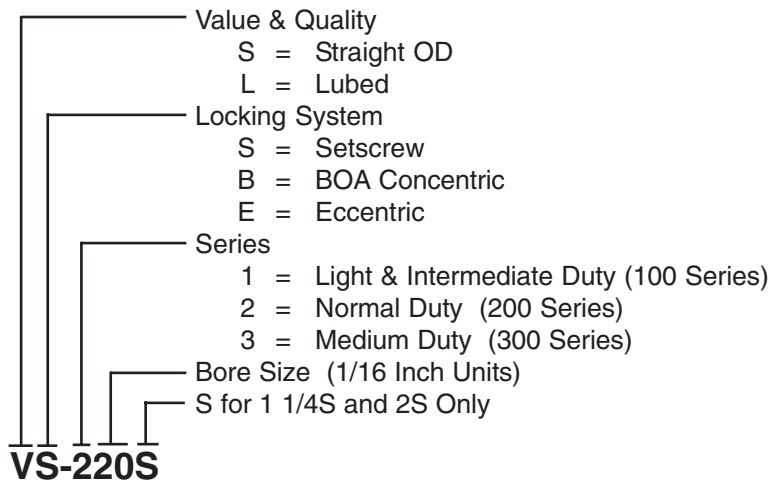 Value & Quality
S = Straight OD
L = Lubed
Locking System
S = Setscrew
B = BOA Concentric
E = Eccentric
Series
1 = Light & Intermediate Duty (100 Series)
2 = Normal Duty (200 Series)
3 = Medium Duty (300 Series)
Bore Size (1/16 Inch Units)
S for 1 1/4S and 2S Only
VS-220S